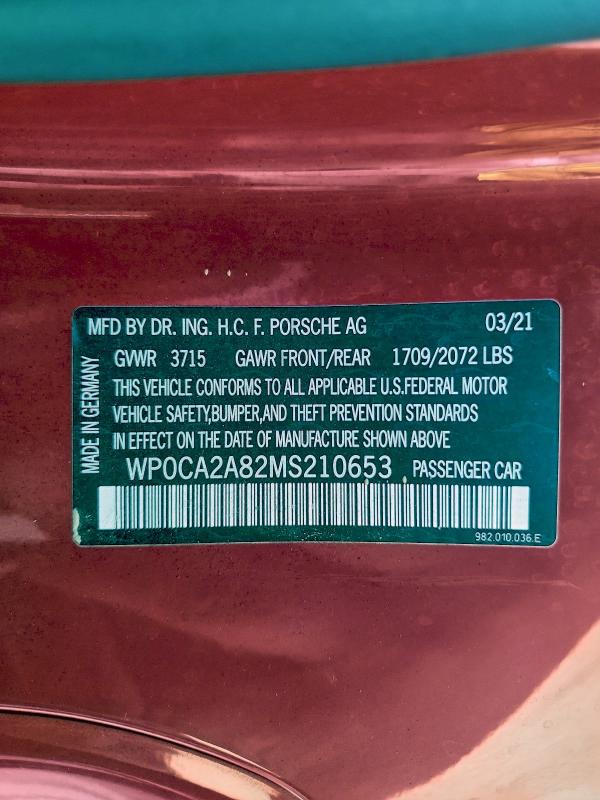 MFD BY DR. ING. H.C. F. PORSCHE AG 03/21
GVWR 3715 GAWR FRONT/REAR 1709/2072 LBS
THIS VEHICLE CONFORMS TO ALL APPLICABLE U.S.FEDERAL MOTOR
VEHICLE SAFETY,BUMPER,AND THEFT PREVENTION STANDARDS
IN EFFECT ON THE DATE OF MANUFACTURE SHOWN ABOVE
WP0CA2A82MS210653 PASSENGER CAR
982.010.036.E
MADE IN GERMANY